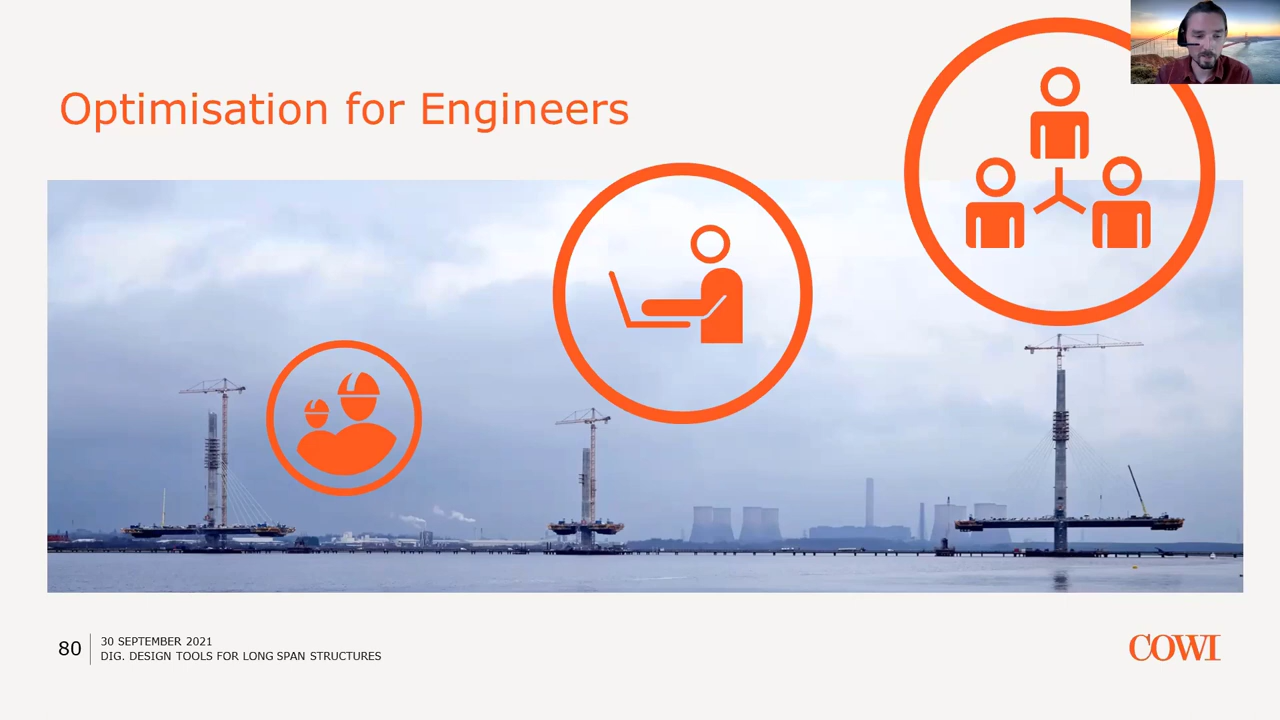 Optimisation for Engineers
80
30 SEPTEMBER 2021
DIG. DESIGN TOOLS FOR LONG SPAN STRUCTURES
COWI